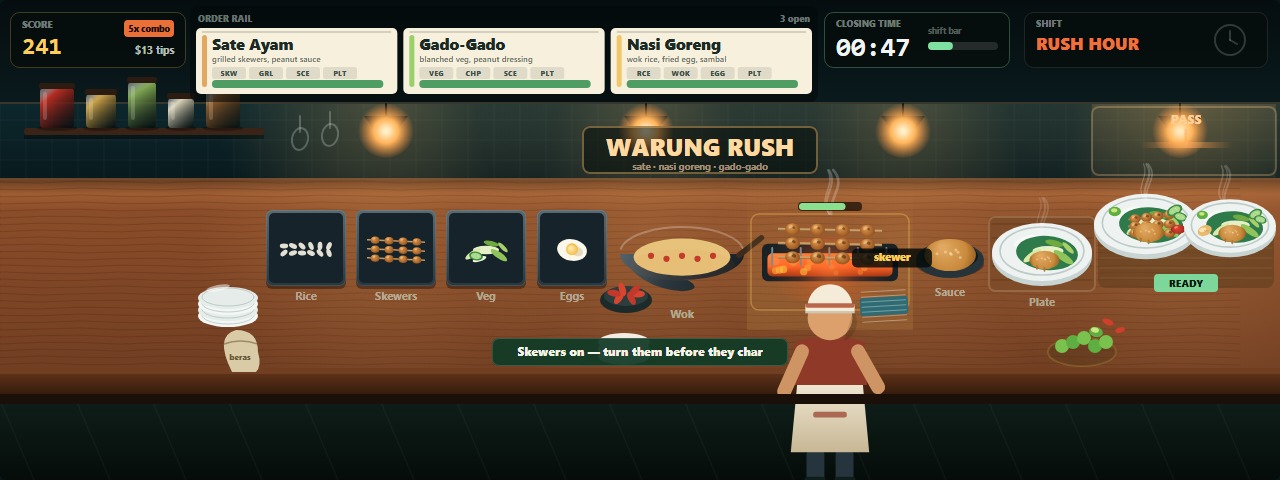 SCORE
5x combo
241
$13 tips
ORDER RAIL
3 open
Sate Ayam
grilled skewers, peanut sauce
SKW GRL SCE PLT
Gado-Gado
blanched veg, peanut dressing
VEG CHP SCE PLT
Nasi Goreng
wok rice, fried egg, sambal
RCE WOK EGG PLT
CLOSING TIME
shift bar
00:47
SHIFT
RUSH HOUR
PASS
WARUNG RUSH
sate · nasi goreng · gado-gado
skewer
Rice
Skewers
Veg
Eggs
Wok
Sauce
Plate
READY
beras
Skewers on — turn them before they char